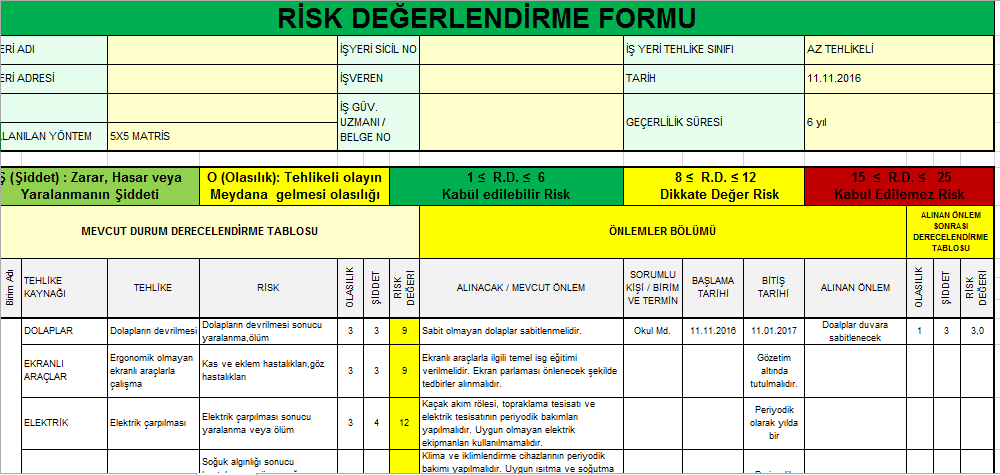 RİSK DEĞERLENDİRME FORMU
ERİ ADI
İŞYERİ SİCİL NO
İŞ YERİ TEHLİKE SINIFI
AZ TEHLİKELİ
ERİ ADRESİ
İŞVEREN
TARİH
11.11.2016
LANILAN YÖNTEM
5X5 MATRİS
İŞ GÜV.
UZMANI /
BELGE NO
GEÇERLİLİK SÜRESİ
6 yıl
Ş (Şiddet) : Zarar, Hasar veya
Yaralanmanın Şiddeti
O (Olasılık): Tehlikeli olayın
Meydana gelmesi olasılığı
1 ≤ R.D. ≤ 6
Kabül edilebilir Risk
8 ≤ R.D. ≤ 12
Dikkate Değer Risk
15 ≤ R.D. ≤ 25
Kabul Edilemez Risk
MEVCUT DURUM DERECELENDİRME TABLOSU
ÖNLEMLER BÖLÜMÜ
ALINAN ÖNLEM
SONRASI
DERECELENDİRME
TABLOSU
Birim Adı
TEHLİKE
KAYNAĞI
TEHLİKE
RİSK
OLASILIK
ŞİDDET
RİSK
DEĞERİ
ALINACAK / MEVCUT ÖNLEM
SORUMLU
KİŞİ / BİRİM
VE TERMİN
BAŞLAMA
TARİHİ
BİTİŞ
TARİHİ
ALINAN ÖNLEM
OLASILIK
ŞİDDET
RİSK
DEĞERİ
DOLAPLAR
Dolapların devrilmesi
Dolapların devrilmesi sonucu
yaralanma,ölüm
3
3
9
Sabit olmayan dolaplar sabitlenmelidir.
Okul Md.
11.11.2016
11.01.2017
Doalplar duvara
sabitlenecek
1
3
3,0
EKRANLI
ARAÇLAR
Ergonomik olmayan
ekranlı araçlarla
çalışma
Kas ve eklem hastalıkları,göz
hastalıkları
3
3
9
Ekranlı araçlarla ilgili temel isg eğitimi
verilmelidir. Ekran parlaması önlenecek şekilde
tedbirler alınmalıdır.
Gözetim
altında
tutulmalıdır.
ELEKTRİK
Elektrik çarpılması
Elektrik çarpılması sonucu
yaralanma veya ölüm
3
4
12
Kaçak akım rölesi, topraklama tesisatı ve
elektrik tesisatının periyodik bakımları
yapılmalıdır. Uygun olmayan elektrik
ekipmanları kullanılmamalıdır.
Periyodik
olarak yılda
bir
Soğuk algınlığı sonucu
Klima ve iklimlendirme cihazlarının periyodik
bakımı yapılmalıdır. Uygun ısıtma ve soğutma